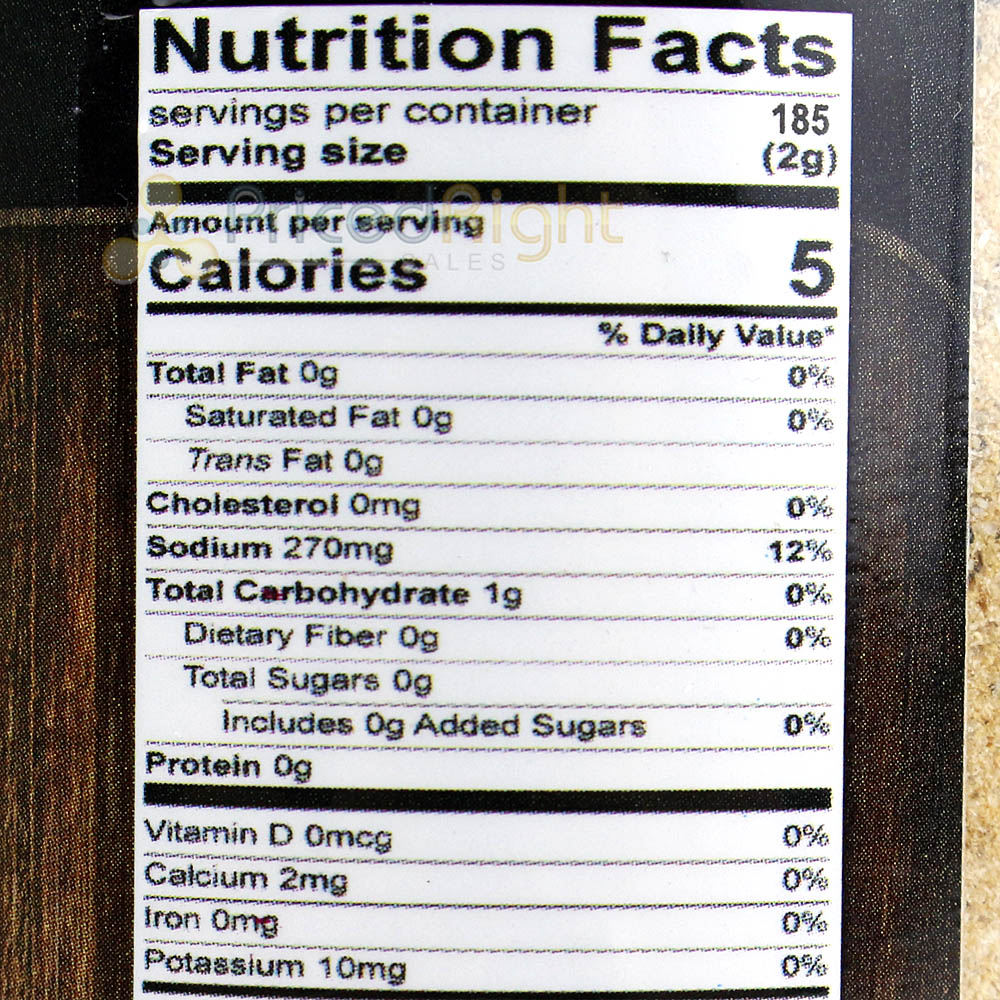 Nutrition Facts
servings per container 185
Serving size (2g)
PricedRight
SALES
Amount per serving
Calories 5
% Daily Value*
Total Fat 0g 0%
Saturated Fat 0g 0%
Trans Fat 0g
Cholesterol 0mg 0%
Sodium 270mg 12%
Total Carbohydrate 1g 0%
Dietary Fiber 0g 0%
Total Sugars 0g
Includes 0g Added Sugars 0%
Protein 0g
Vitamin D 0mcg 0%
Calcium 2mg 0%
Iron 0mg 0%
Potassium 10mg 0%